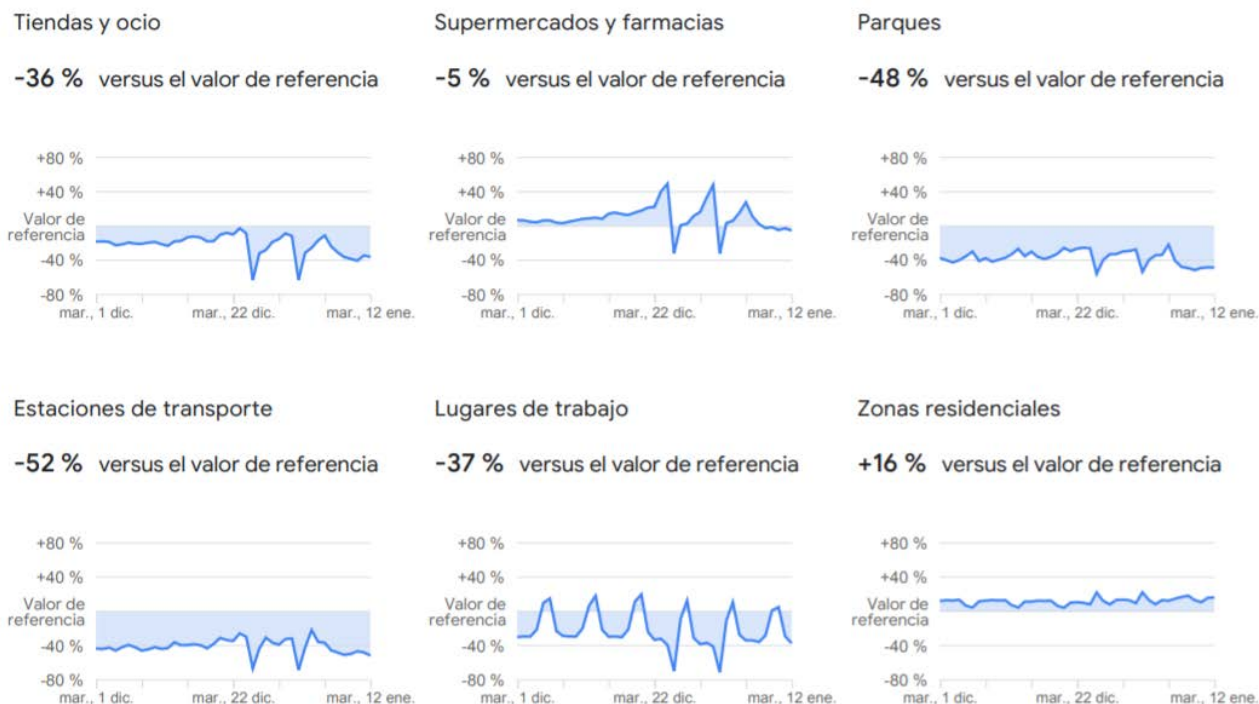 Tiendas y ocio
-36 % versus el valor de referencia
+80 %
+40 %
Valor de
referencia
-40 %
-80 %
mar., 1 dic. mar., 22 dic. mar., 12 ene.
Supermercados y farmacias
-5 % versus el valor de referencia
+80 %
+40 %
Valor de
referencia
-40 %
-80 %
mar., 1 dic. mar., 22 dic. mar., 12 ene.
Parques
-48 % versus el valor de referencia
+80 %
+40 %
Valor de
referencia
-40 %
-80 %
mar., 1 dic. mar., 22 dic. mar., 12 ene.
Estaciones de transporte
-52 % versus el valor de referencia
+80 %
+40 %
Valor de
referencia
-40 %
-80 %
mar., 1 dic. mar., 22 dic. mar., 12 ene.
Lugares de trabajo
-37 % versus el valor de referencia
+80 %
+40 %
Valor de
referencia
-40 %
-80 %
mar., 1 dic. mar., 22 dic. mar., 12 ene.
Zonas residenciales
+16 % versus el valor de referencia
+80 %
+40 %
Valor de
referencia
-40 %
-80 %
mar., 1 dic. mar., 22 dic. mar., 12 ene.